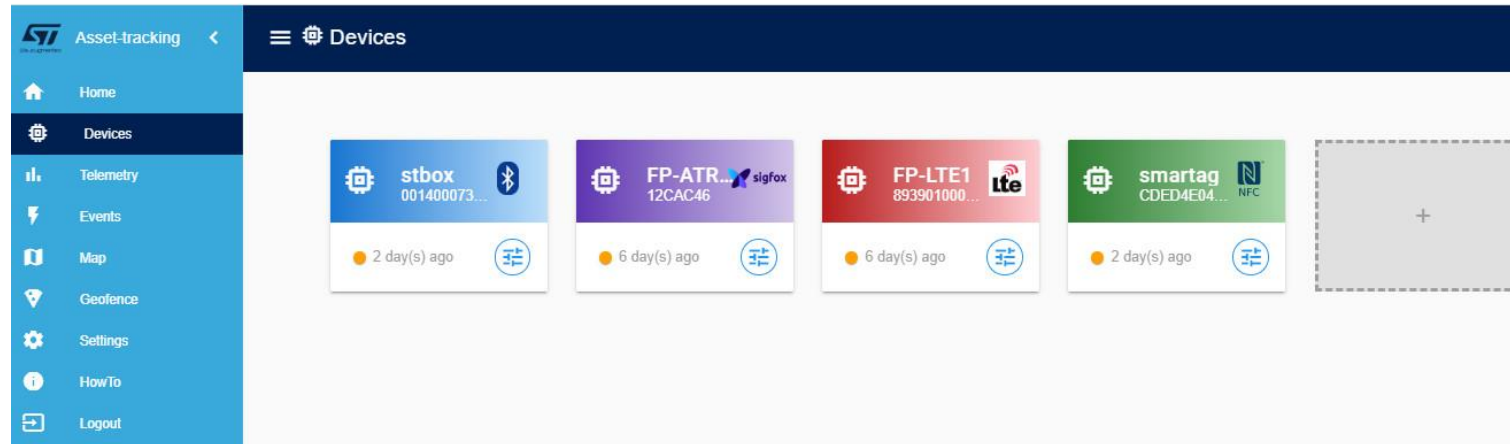 Asset-tracking
Devices
Home
Devices
Telemetry
Events
Map
Geofence
Settings
HowTo
Logout
stbox
001400073...
2 day(s) ago
FP-ATR...
sigfox
12CAC46
6 day(s) ago
FP-LTE1
893901000...
lte
6 day(s) ago
smartag
CDED4E04...
NFC
2 day(s) ago
+